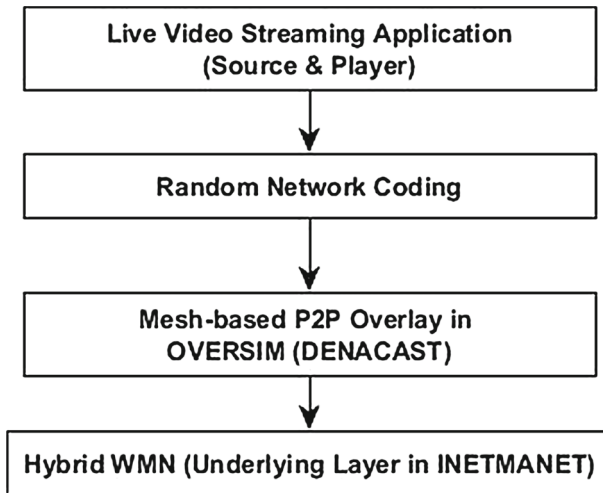 Live Video Streaming Application
(Source & Player)
Random Network Coding
Mesh-based P2P Overlay in
OVERSIM (DENACAST)
Hybrid WMN (Underlying Layer in INETMANET)